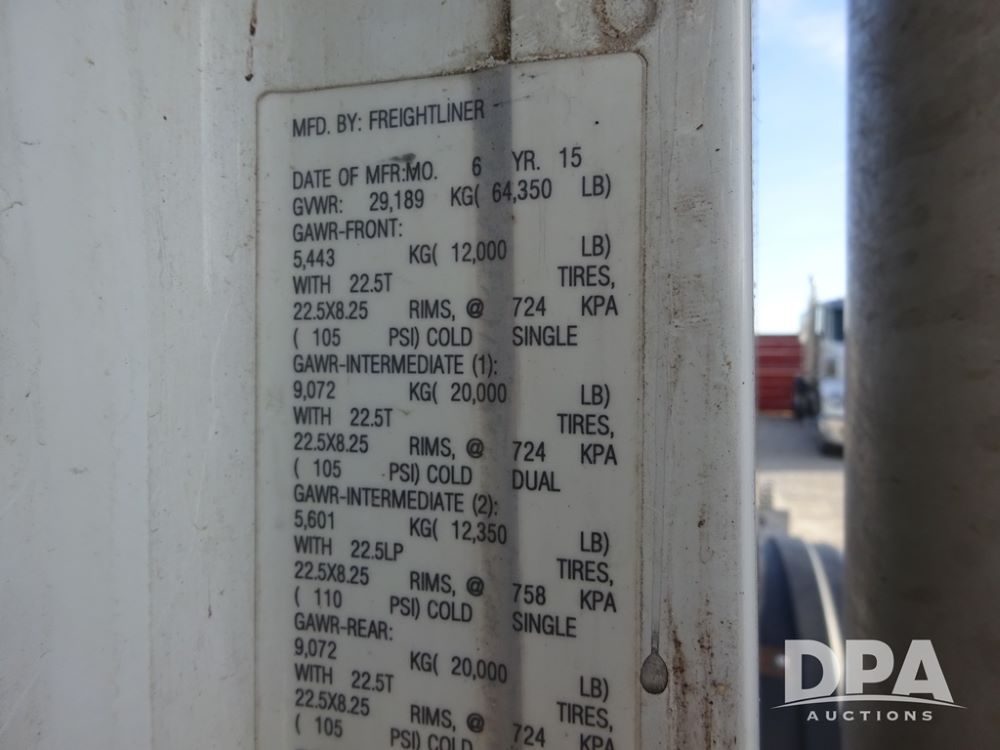 MFD. BY: FREIGHTLINER
DATE OF MFR:MO. 6 YR. 15
GVWR: 29,189 KG( 64,350 LB)
GAWR-FRONT:
5,443 KG( 12,000 LB)
WITH 22.5T TIRES,
22.5X8.25 RIMS, @ 724 KPA
( 105 PSI) COLD SINGLE
GAWR-INTERMEDIATE (1):
9,072 KG( 20,000 LB)
WITH 22.5T TIRES,
22.5X8.25 RIMS, @ 724 KPA
( 105 PSI) COLD DUAL
GAWR-INTERMEDIATE (2):
5,601 KG( 12,350 LB)
WITH 22.5LP TIRES,
22.5X8.25 RIMS, @ 758 KPA
( 110 PSI) COLD SINGLE
GAWR-REAR:
9,072 KG( 20,000 LB)
WITH 22.5T TIRES,
22.5X8.25 RIMS, @ 724 KPA
( 105 PSI) COLD
DPA
AUCTIONS